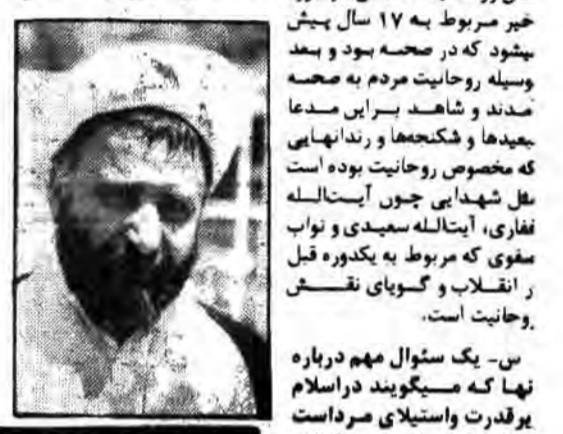 خیر مربوط به ۱۷ سال پیش
میشود که در صحنه بود و بعد
وسیله روحانیت مردم به صحنه
مدند و شاهد برای این مدعا
بعیدها و شکنجه‌ها و زندانهایی
که مخصوص روحانیت بوده است
مثل شهدایی چون آیت‌الله
غفاری، آیت‌الله سعیدی و نواب
صفوی که مربوط به یکدوره قبل
ر انقلاب و گویای نقش
وحانیت است.
س- یک سئوال مهم درباره
نها که میگویند دراسلام
برقدرت واستیلای مرداست